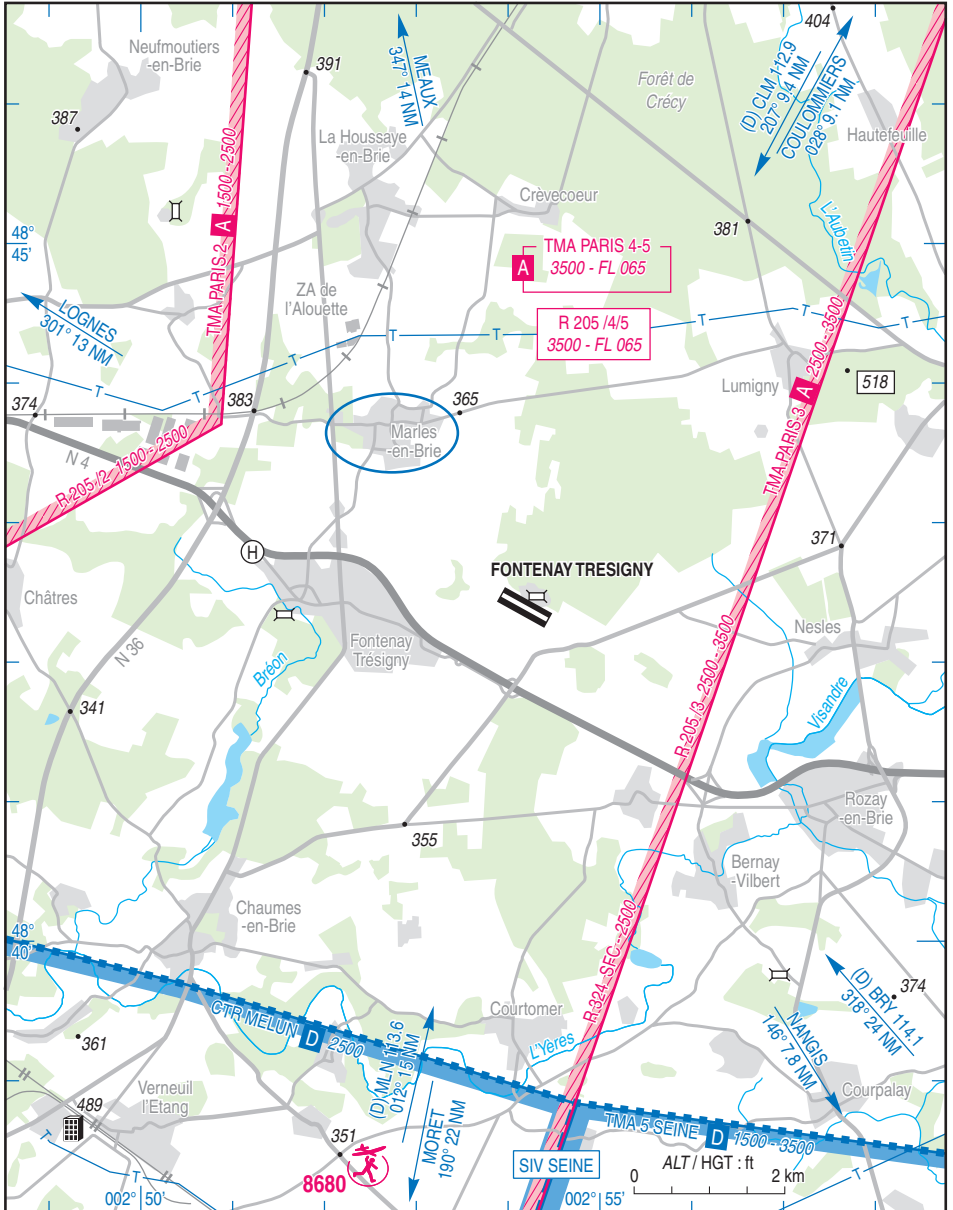 404
Neufmoutiers
-en-Brie
391
MEAUX
347° 14 NM
(D) CLM 112.9
207° 9.4 NM
COULOMMIERS
028° 9.1 NM
Forêt de
Crécy
387
Hautefeuille
La Houssaye
-en-Brie
TMA PARIS 2 A 1500 - 2500
Crèvecoeur
L'Aubetin
381
48°
45'
TMA PARIS 4-5
A 3500 - FL 065
ZA de
l'Alouette
LOGNES
301° 13 NM
T
T
T
T
T
T
T
T
R 205 /4/5
3500 - FL 065
Lumigny
518
374
383
365
Marles
-en-Brie
TMA PARIS 3 A 2500 - 3500
N 4
R 205 /2 1500 - 2500
371
H
FONTENAY TRESIGNY
Châtres
Nesles
N 36
Fontenay
Trésigny
Bréon
R 205 /3 2500 - 3500
Visandre
341
Rozay
-en-Brie
355
Bernay
-Vilbert
Chaumes
-en-Brie
48°
40'
R 324 SFC - 2500
(D) BRY 114.1
318° 24 NM
374
NANGIS
146° 7.8 NM
Courtomer
CTR MELUN D 2500
L'Yères
(D) MLN 113.6
012° 15 NM
MORET
190° 22 NM
361
Verneuil
l'Etang
Courpalay
489
TMA 5 SEINE D 1500 - 3500
T
T
351
8680
SIV SEINE
ALT / HGT : ft
0 2 km
002° 50'
002° 55'